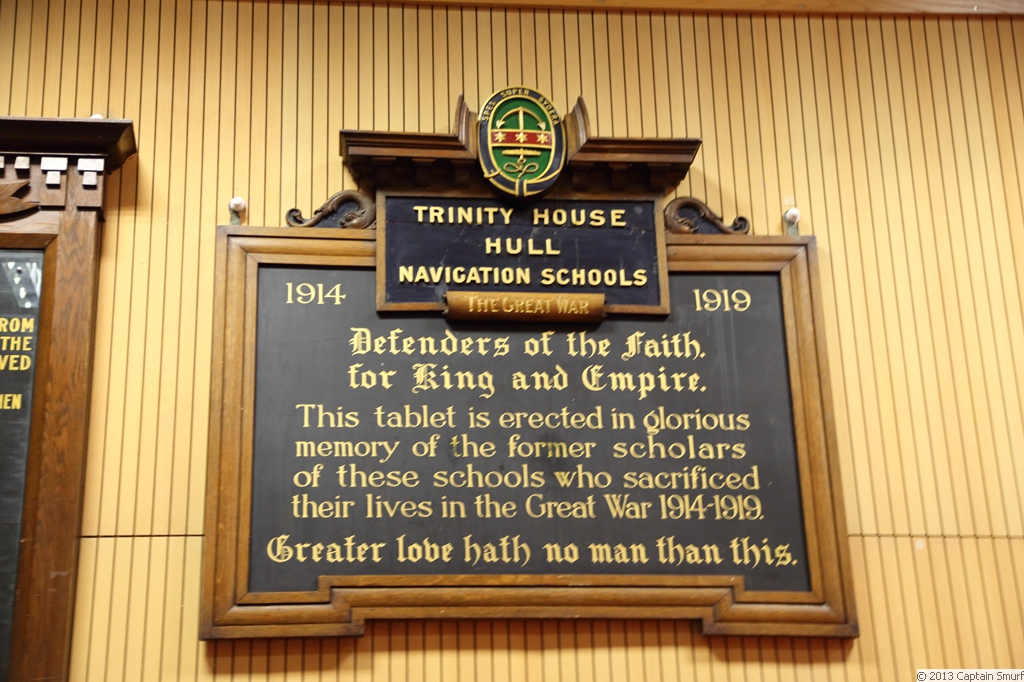 SPES SUPER SYDERA
TRINITY HOUSE
HULL
NAVIGATION SCHOOLS
THE GREAT WAR
1914
1919
Defenders of the Faith.
for King and Empire.
This tablet is erected in glorious
memory of the former scholars
of these schools who sacrificed
their lives in the Great War 1914-1919.
Greater love hath no man than this.
ROM
THE
VED
EN
© 2013 Captain Smurf